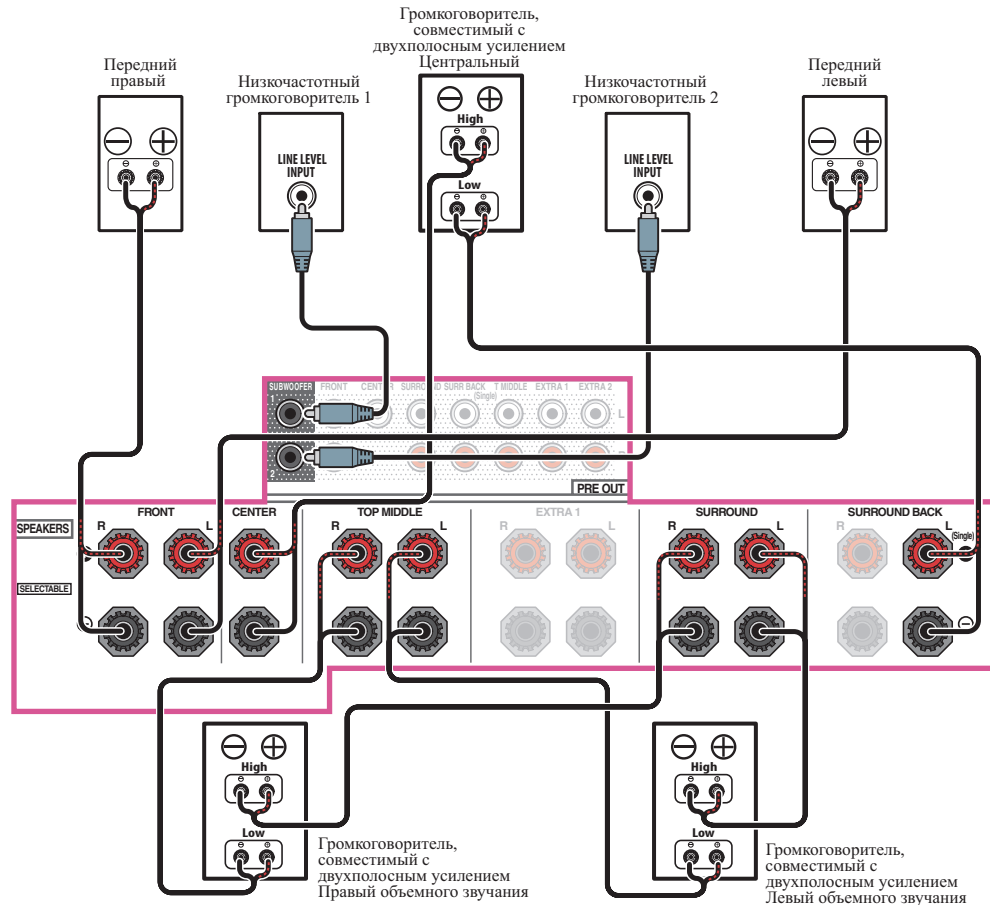 Громкоговоритель,
совместимый с
двухполосным усилением
Центральный
Передний
правый
Низкочастотный
громкоговоритель 1
Низкочастотный
громкоговоритель 2
Передний
левый
High
Low
LINE LEVEL
INPUT
LINE LEVEL
INPUT
SUBWOOFER FRONT CENTER SURROUND SURR BACK T MIDDLE EXTRA 1 EXTRA 2
(Single)
1
L
2
PRE OUT
SPEAKERS
FRONT CENTER TOP MIDDLE EXTRA 1 SURROUND SURROUND BACK
R L R L R L R L R L
(Single)
SELECTABLE
High
Low
High
Low
Громкоговоритель,
совместимый с
двухполосным усилением
Правый объемного звучания
Громкоговоритель,
совместимый с
двухполосным усилением
Левый объемного звучания